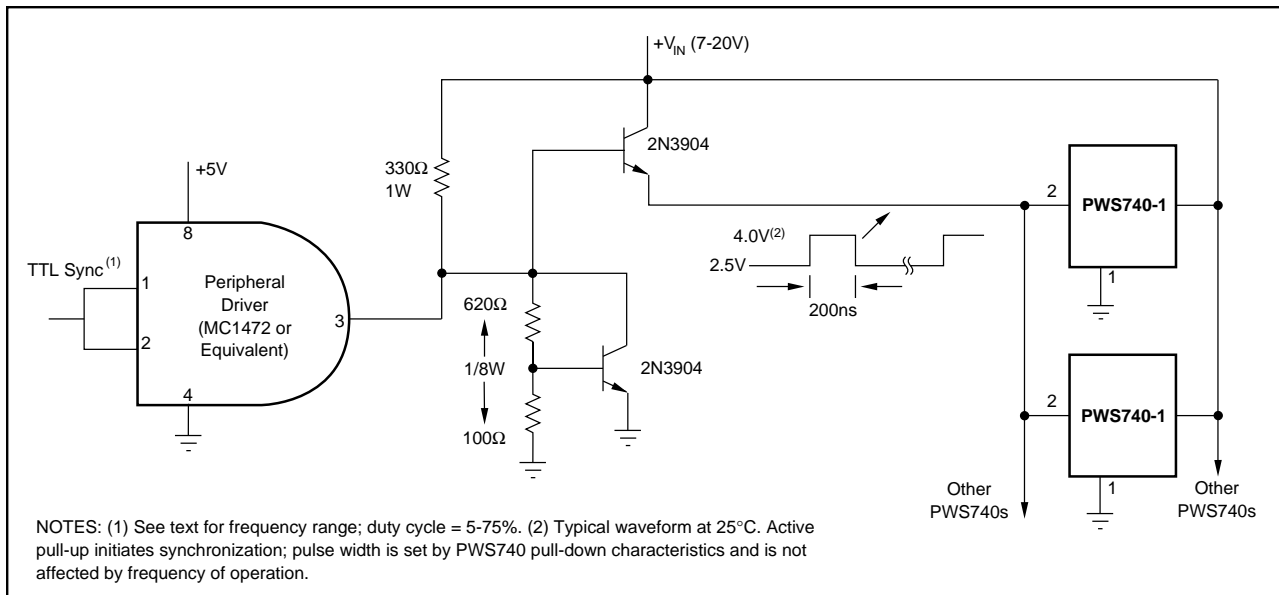 +V_IN (7-20V)
2N3904
330Ω
1W
+5V
8
TTL Sync(1)
1
2
Peripheral
Driver
(MC1472 or
Equivalent)
3
4
620Ω
1/8W
100Ω
2N3904
4.0V(2)
2.5V
200ns
2
PWS740-1
1
2
PWS740-1
1
Other
PWS740s
Other
PWS740s
NOTES: (1) See text for frequency range; duty cycle = 5-75%. (2) Typical waveform at 25°C. Active
pull-up initiates synchronization; pulse width is set by PWS740 pull-down characteristics and is not
affected by frequency of operation.